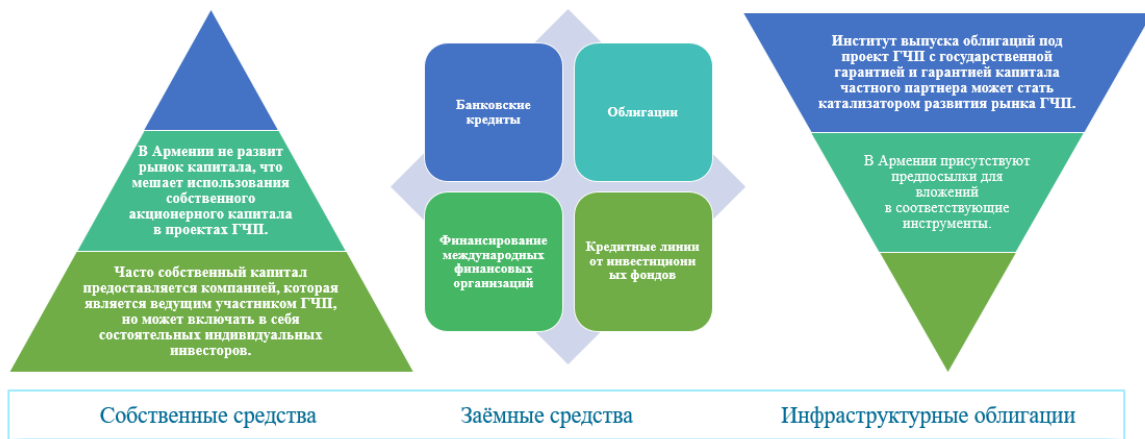 В Армении не развит
рынок капитала, что
мешает использования
собственного
акционерного капитала
в проектах ГЧП.
Часто собственный капитал
предоставляется компанией, которая
является ведущим участником ГЧП,
но может включать в себя
состоятельных индивидуальных
инвесторов.
Банковские
кредиты
Облигации
Финансирование
международных
финансовых
организаций
Кредитные линии
от инвестиционн
ых фондов
Институт выпуска облигаций под
проект ГЧП с государственной
гарантией и гарантией капитала
частного партнера может стать
катализатором развития рынка ГЧП.
В Армении присутствуют
предпосылки для
вложений
в соответствующие
инструменты.
Собственные средства
Заёмные средства
Инфраструктурные облигации